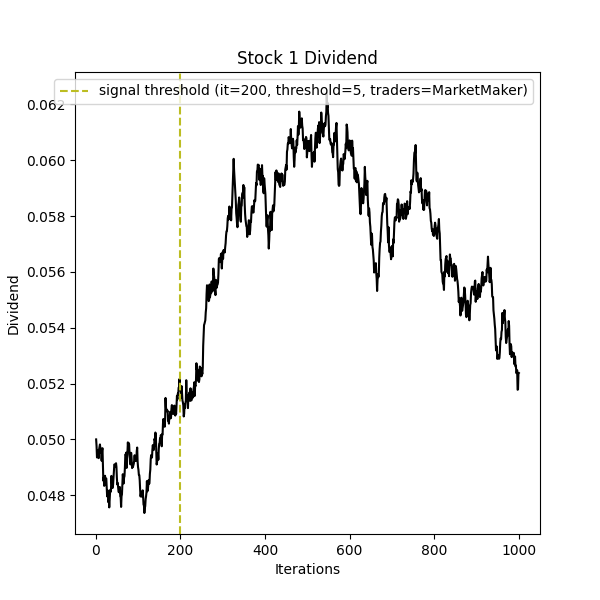 Stock 1 Dividend
signal threshold (it=200, threshold=5, traders=MarketMaker)
0.062
0.060
0.058
0.056
0.054
0.052
0.050
0.048
Dividend
0 200 400 600 800 1000
Iterations